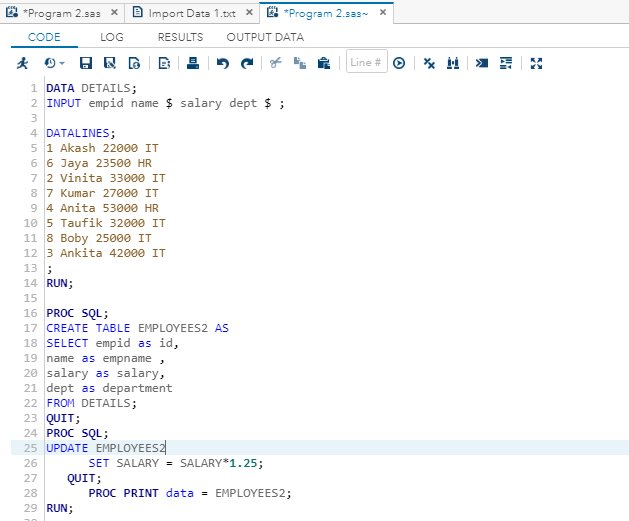 *Program 2.sas × Import Data 1.txt × *Program 2.sas~ ×
CODE LOG RESULTS OUTPUT DATA
Line #
1 DATA DETAILS;
2 INPUT empid name $ salary dept $ ;
3
4 DATALINES;
5 1 Akash 22000 IT
6 6 Jaya 23500 HR
7 2 Vinita 33000 IT
8 7 Kumar 27000 IT
9 4 Anita 53000 HR
10 5 Taufik 32000 IT
11 8 Boby 25000 IT
12 3 Ankita 42000 IT
13 ;
14 RUN;
15
16 PROC SQL;
17 CREATE TABLE EMPLOYEES2 AS
18 SELECT empid as id,
19 name as empname ,
20 salary as salary,
21 dept as department
22 FROM DETAILS;
23 QUIT;
24 PROC SQL;
25 UPDATE EMPLOYEES2
26 SET SALARY = SALARY*1.25;
27 QUIT;
28 PROC PRINT data = EMPLOYEES2;
29 RUN;